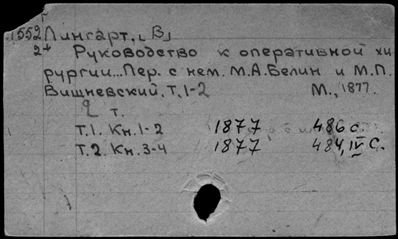 1552 Лингарт, В.
2+ Руководство к оперативной хи
рургии...Пер. с нем. М.А.Белин и М.П.
Вишневский. Т.1-2 М., 1877.
2 т.
Т.1. Кн.1-2 1877 486 с.
Т.2. Кн.3-4 1877 484, IV с.